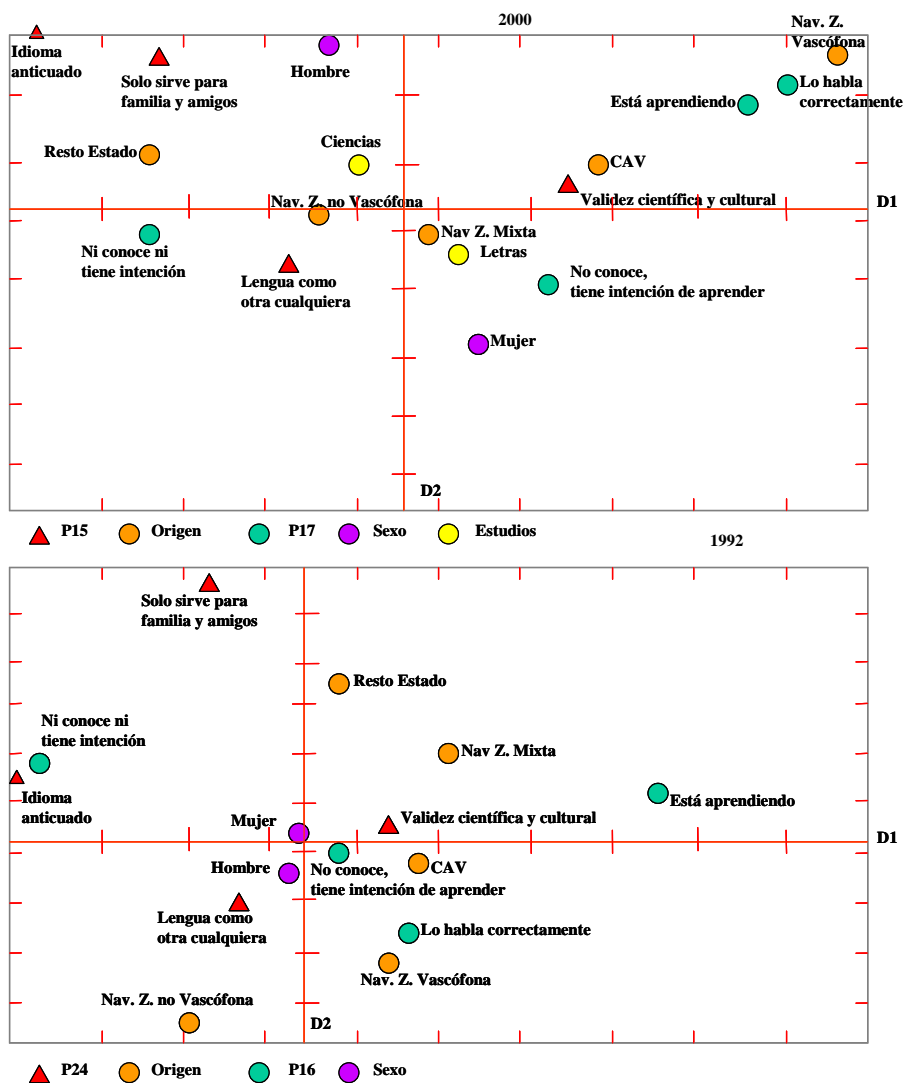 2000
Nav. Z.
Vascófona
Idioma
anticuado
Hombre
Solo sirve para
familia y amigos
Lo habla
correctamente
Está aprendiendo
Ciencias
Resto Estado
CAV
Validez científica y cultural
D1
Nav. Z. no Vascófona
Nav Z. Mixta
Ni conoce ni
tiene intención
Letras
Lengua como
otra cualquiera
No conoce,
tiene intención de aprender
Mujer
D2
P15 Origen P17 Sexo Estudios
1992
Solo sirve para
familia y amigos
Resto Estado
Ni conoce ni
tiene intención
Nav Z. Mixta
Idioma
anticuado
Está aprendiendo
Mujer
Validez científica y cultural
D1
Hombre
No conoce,
tiene intención de aprender
CAV
Lengua como
otra cualquiera
Lo habla correctamente
Nav. Z. Vascófona
Nav. Z. no Vascófona
D2
P24 Origen P16 Sexo